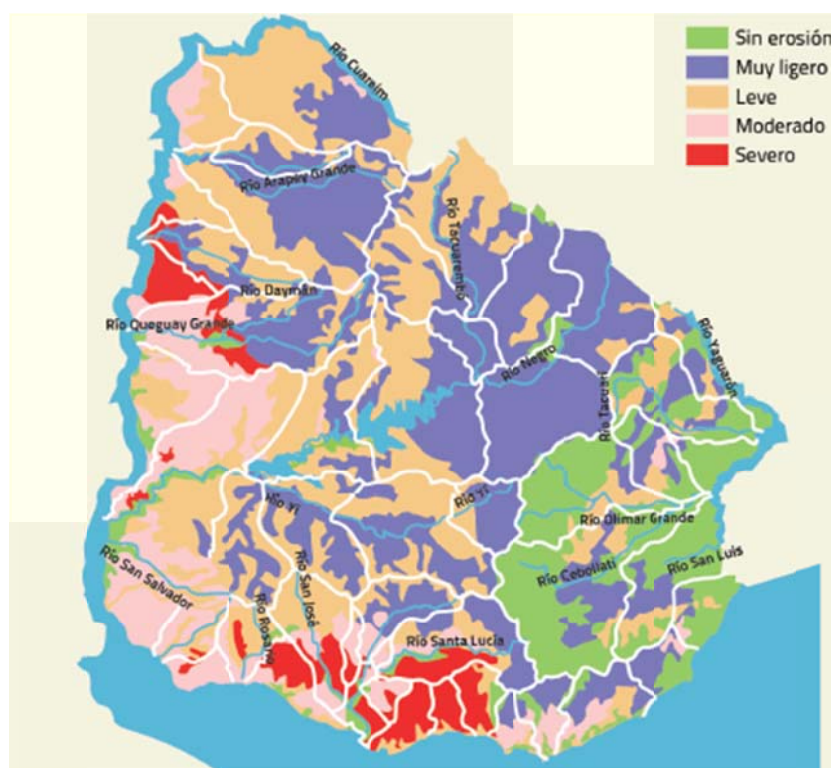 Sin erosión
Muy ligero
Leve
Moderado
Severo
Río Cuareim
Río Arapey Grande
Río Tacuarembó
Río Daymán
Río Queguay Grande
Río Negro
Río Yaguarón
Río Tacuarí
Río Yí
Río Yí
Río Olimar Grande
Río Cebollatí
Río San Luis
Río San Salvador
Río San José
Río Rosario
Río Santa Lucía